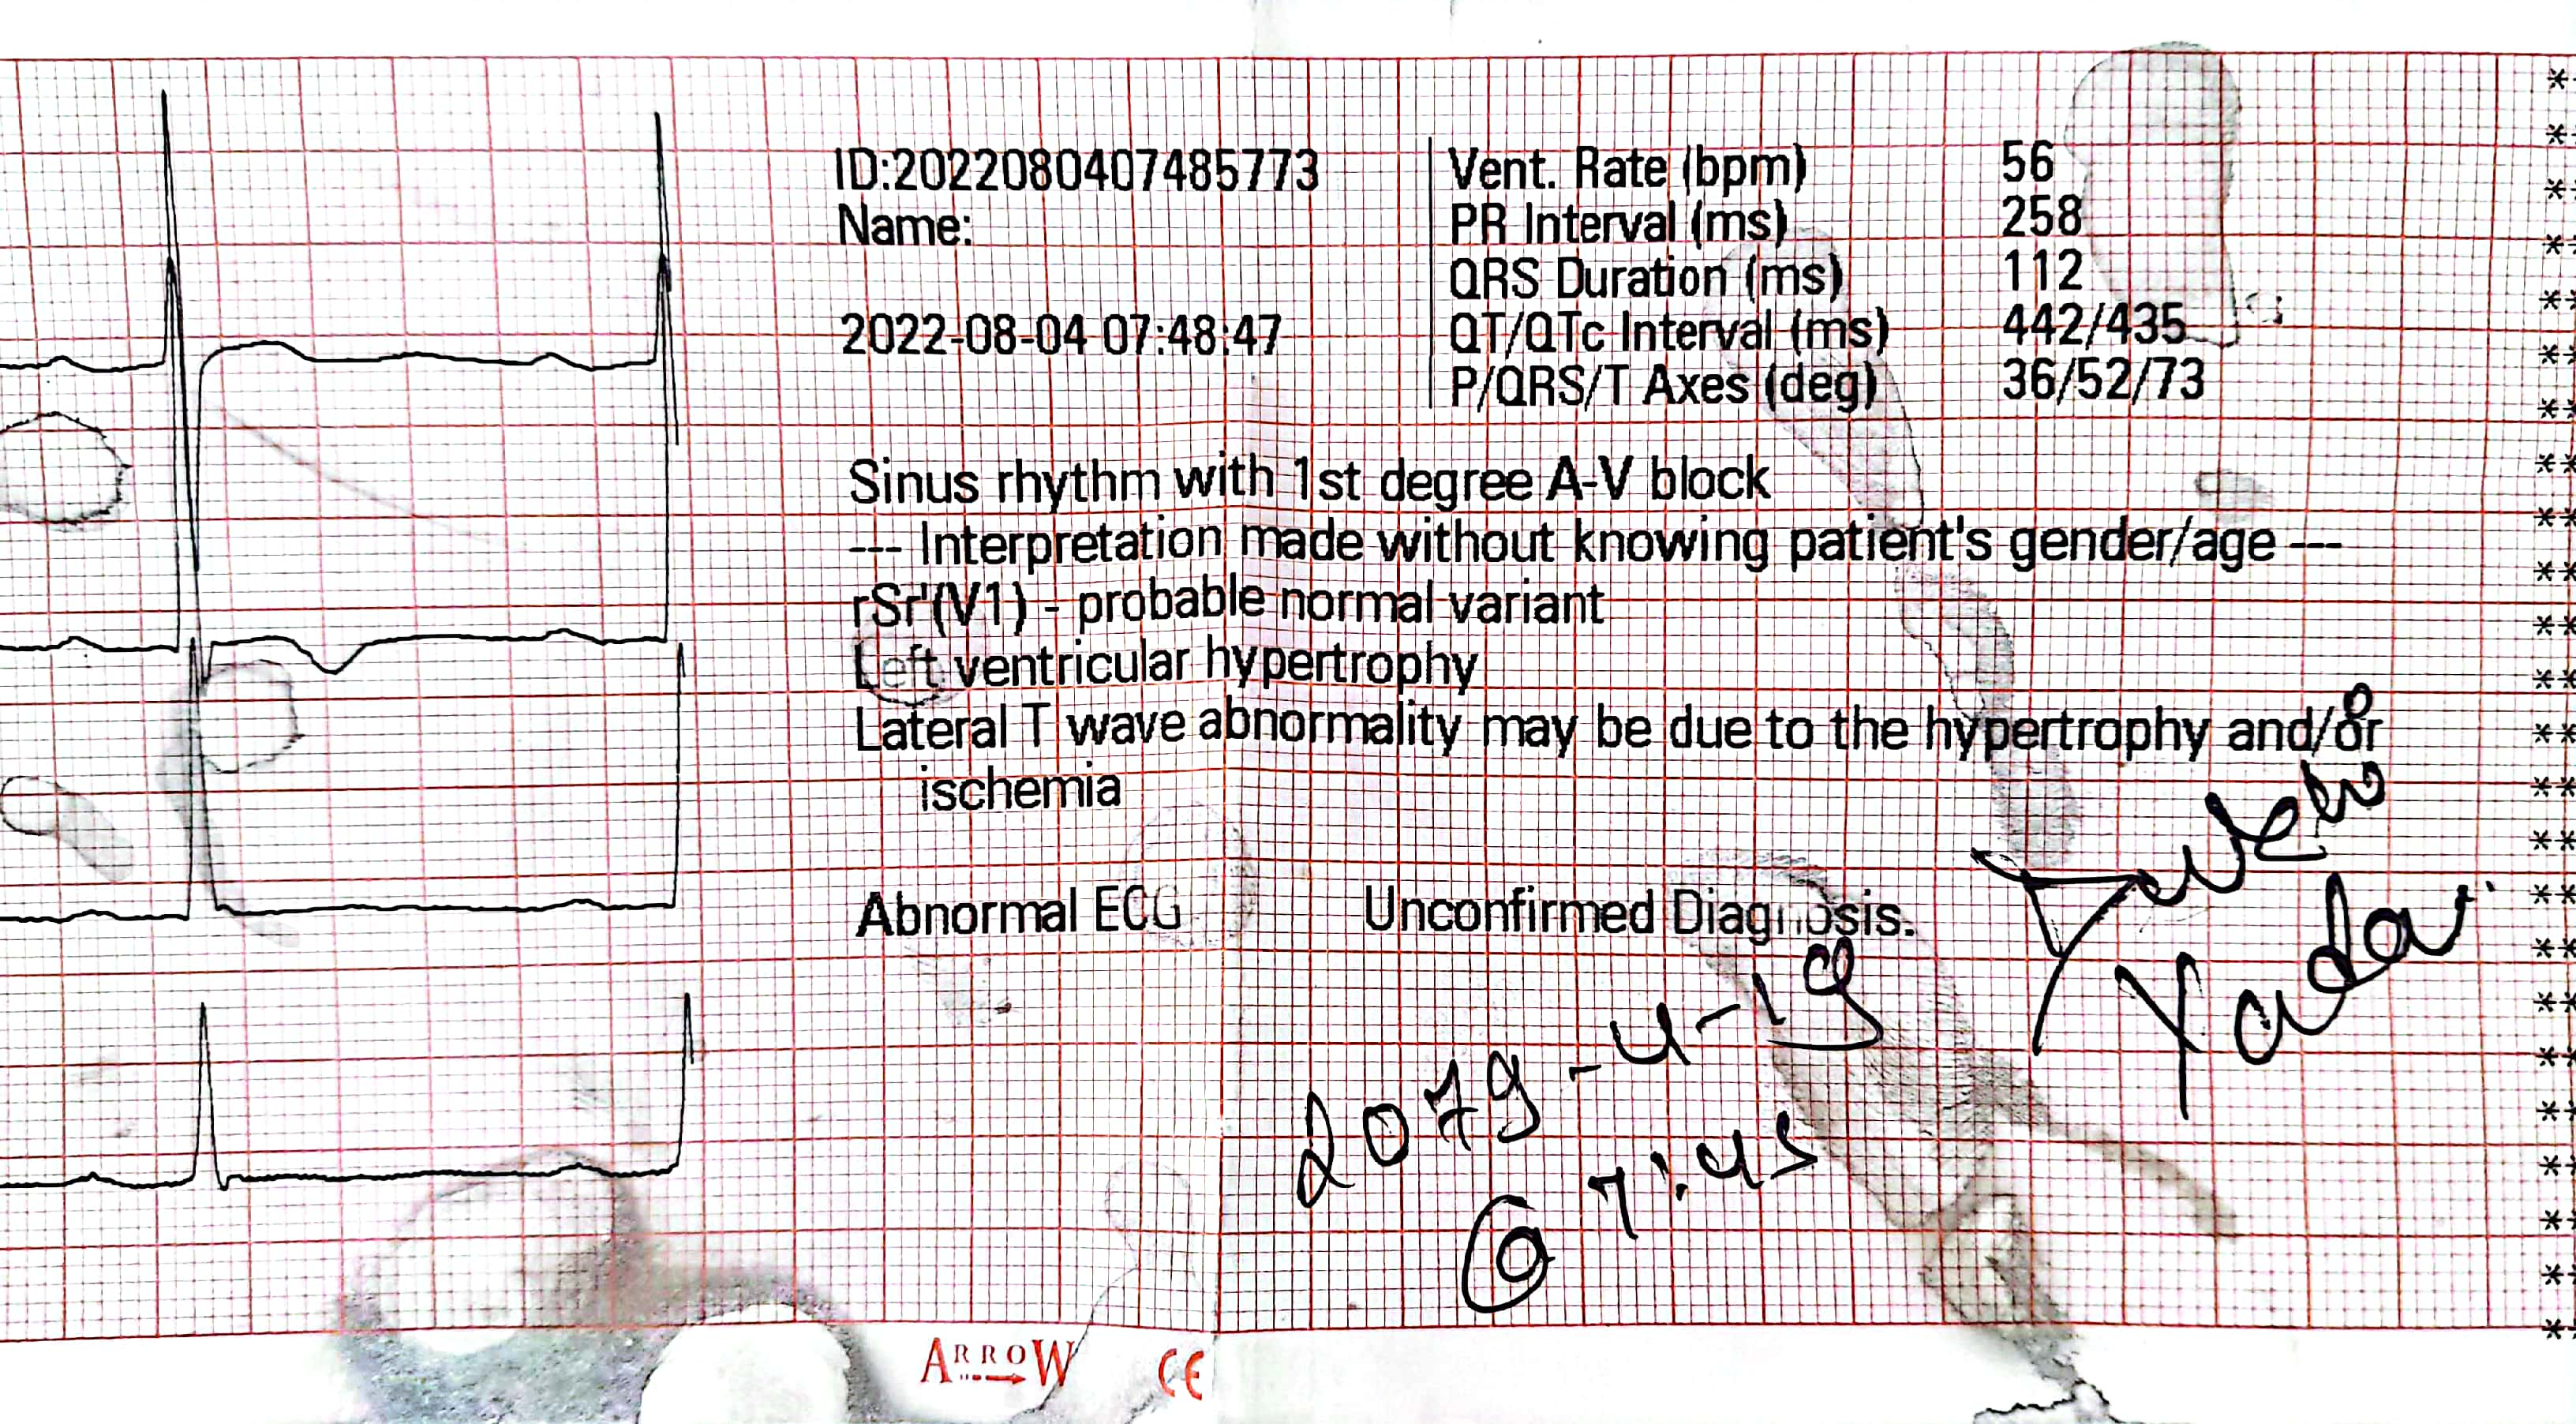 ID:2022080407485773
Name:
2022-08-04 07:48:47
Vent. Rate (bpm) 56
PR Interval (ms) 258
QRS Duration (ms) 112
QT/QTc Interval (ms) 442/435
P/QRS/T Axes (deg) 36/52/73
Sinus rhythm with 1st degree A-V block
--- Interpretation made without knowing patient's gender/age ---
rSr'(V1) - probable normal variant
Left ventricular hypertrophy
Lateral T wave abnormality may be due to the hypertrophy and/or
ischemia
Abnormal ECG Unconfirmed Diagnosis.
Yadav
2079-4-19
@ 7:45
ARROW CE